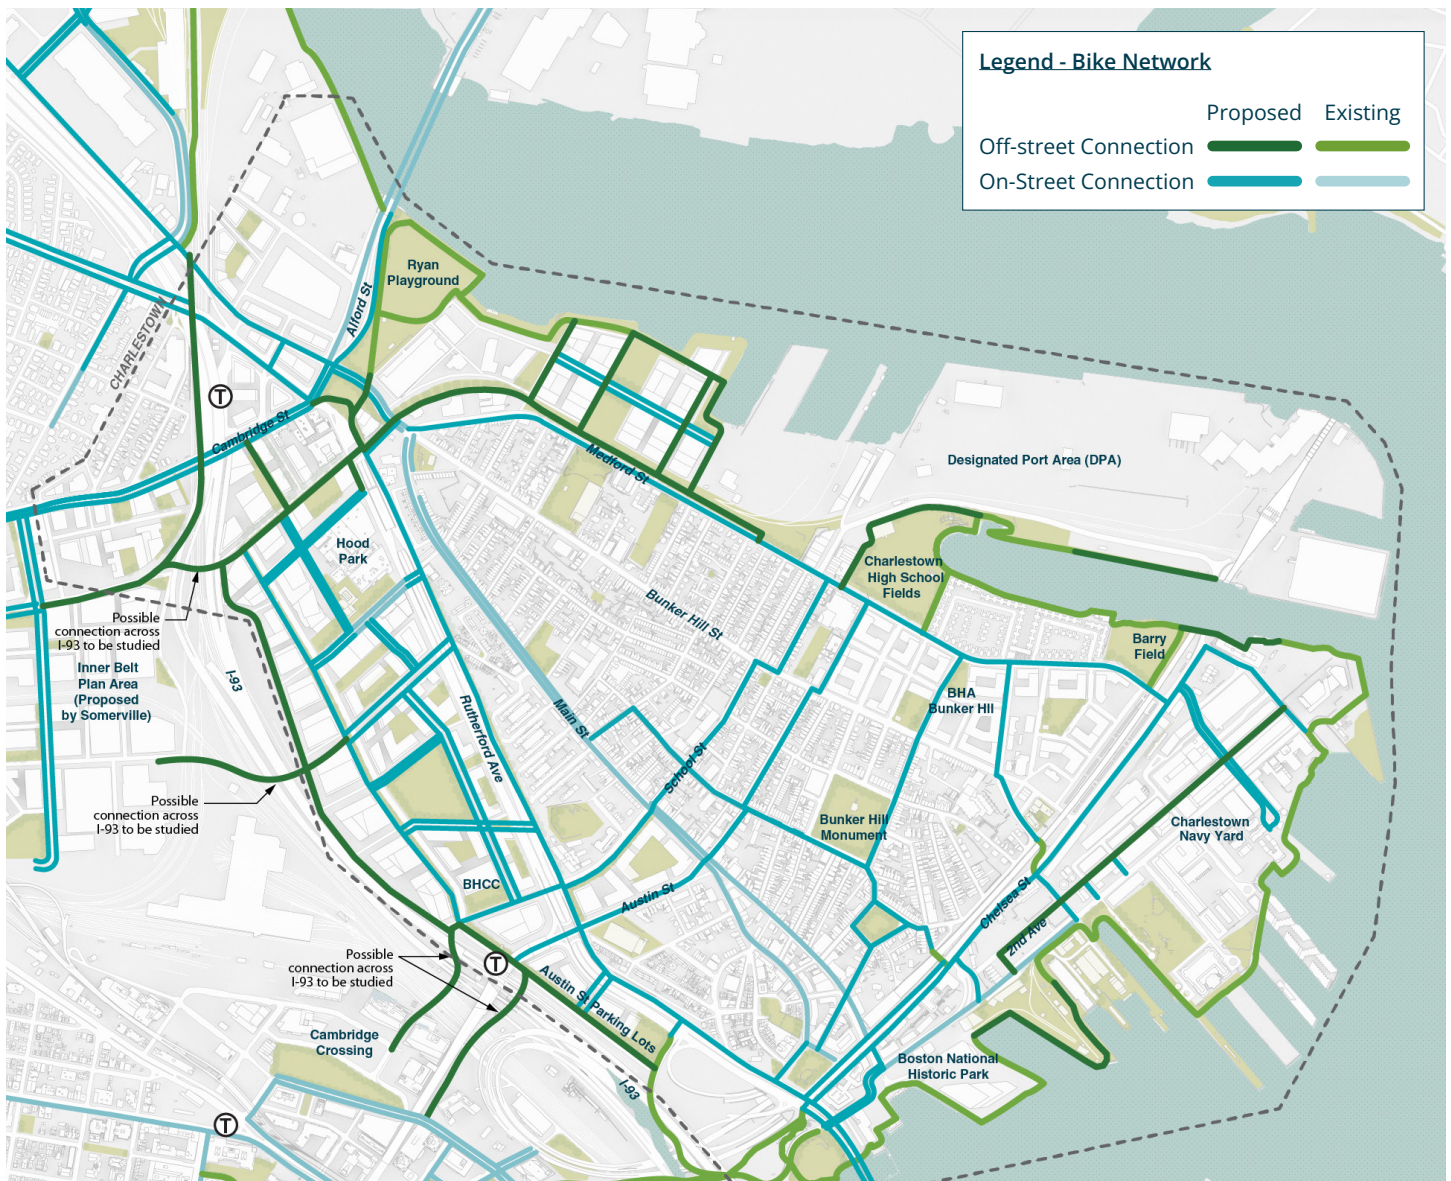 Legend - Bike Network
Proposed Existing
Off-street Connection
On-Street Connection
Ryan
Playground
Alford St
CHARLESTOWN
T
Cambridge St
Medford St
Designated Port Area (DPA)
Hood
Park
Charlestown
High School
Fields
Bunker Hill St
Possible
connection across
I-93 to be studied
Barry
Field
Inner Belt
Plan Area
(Proposed
by Somerville)
I-93
BHA
Bunker Hll
Rutherford Ave
Main St
School St
Possible
connection across
I-93 to be studied
Bunker Hill
Monument
Charlestown
Navy Yard
BHCC
Austin St
Chelsea St
2nd Ave
Possible
connection across
I-93 to be studied
T
Austin St Parking Lots
Cambridge
Crossing
Boston National
Historic Park
I-93
T